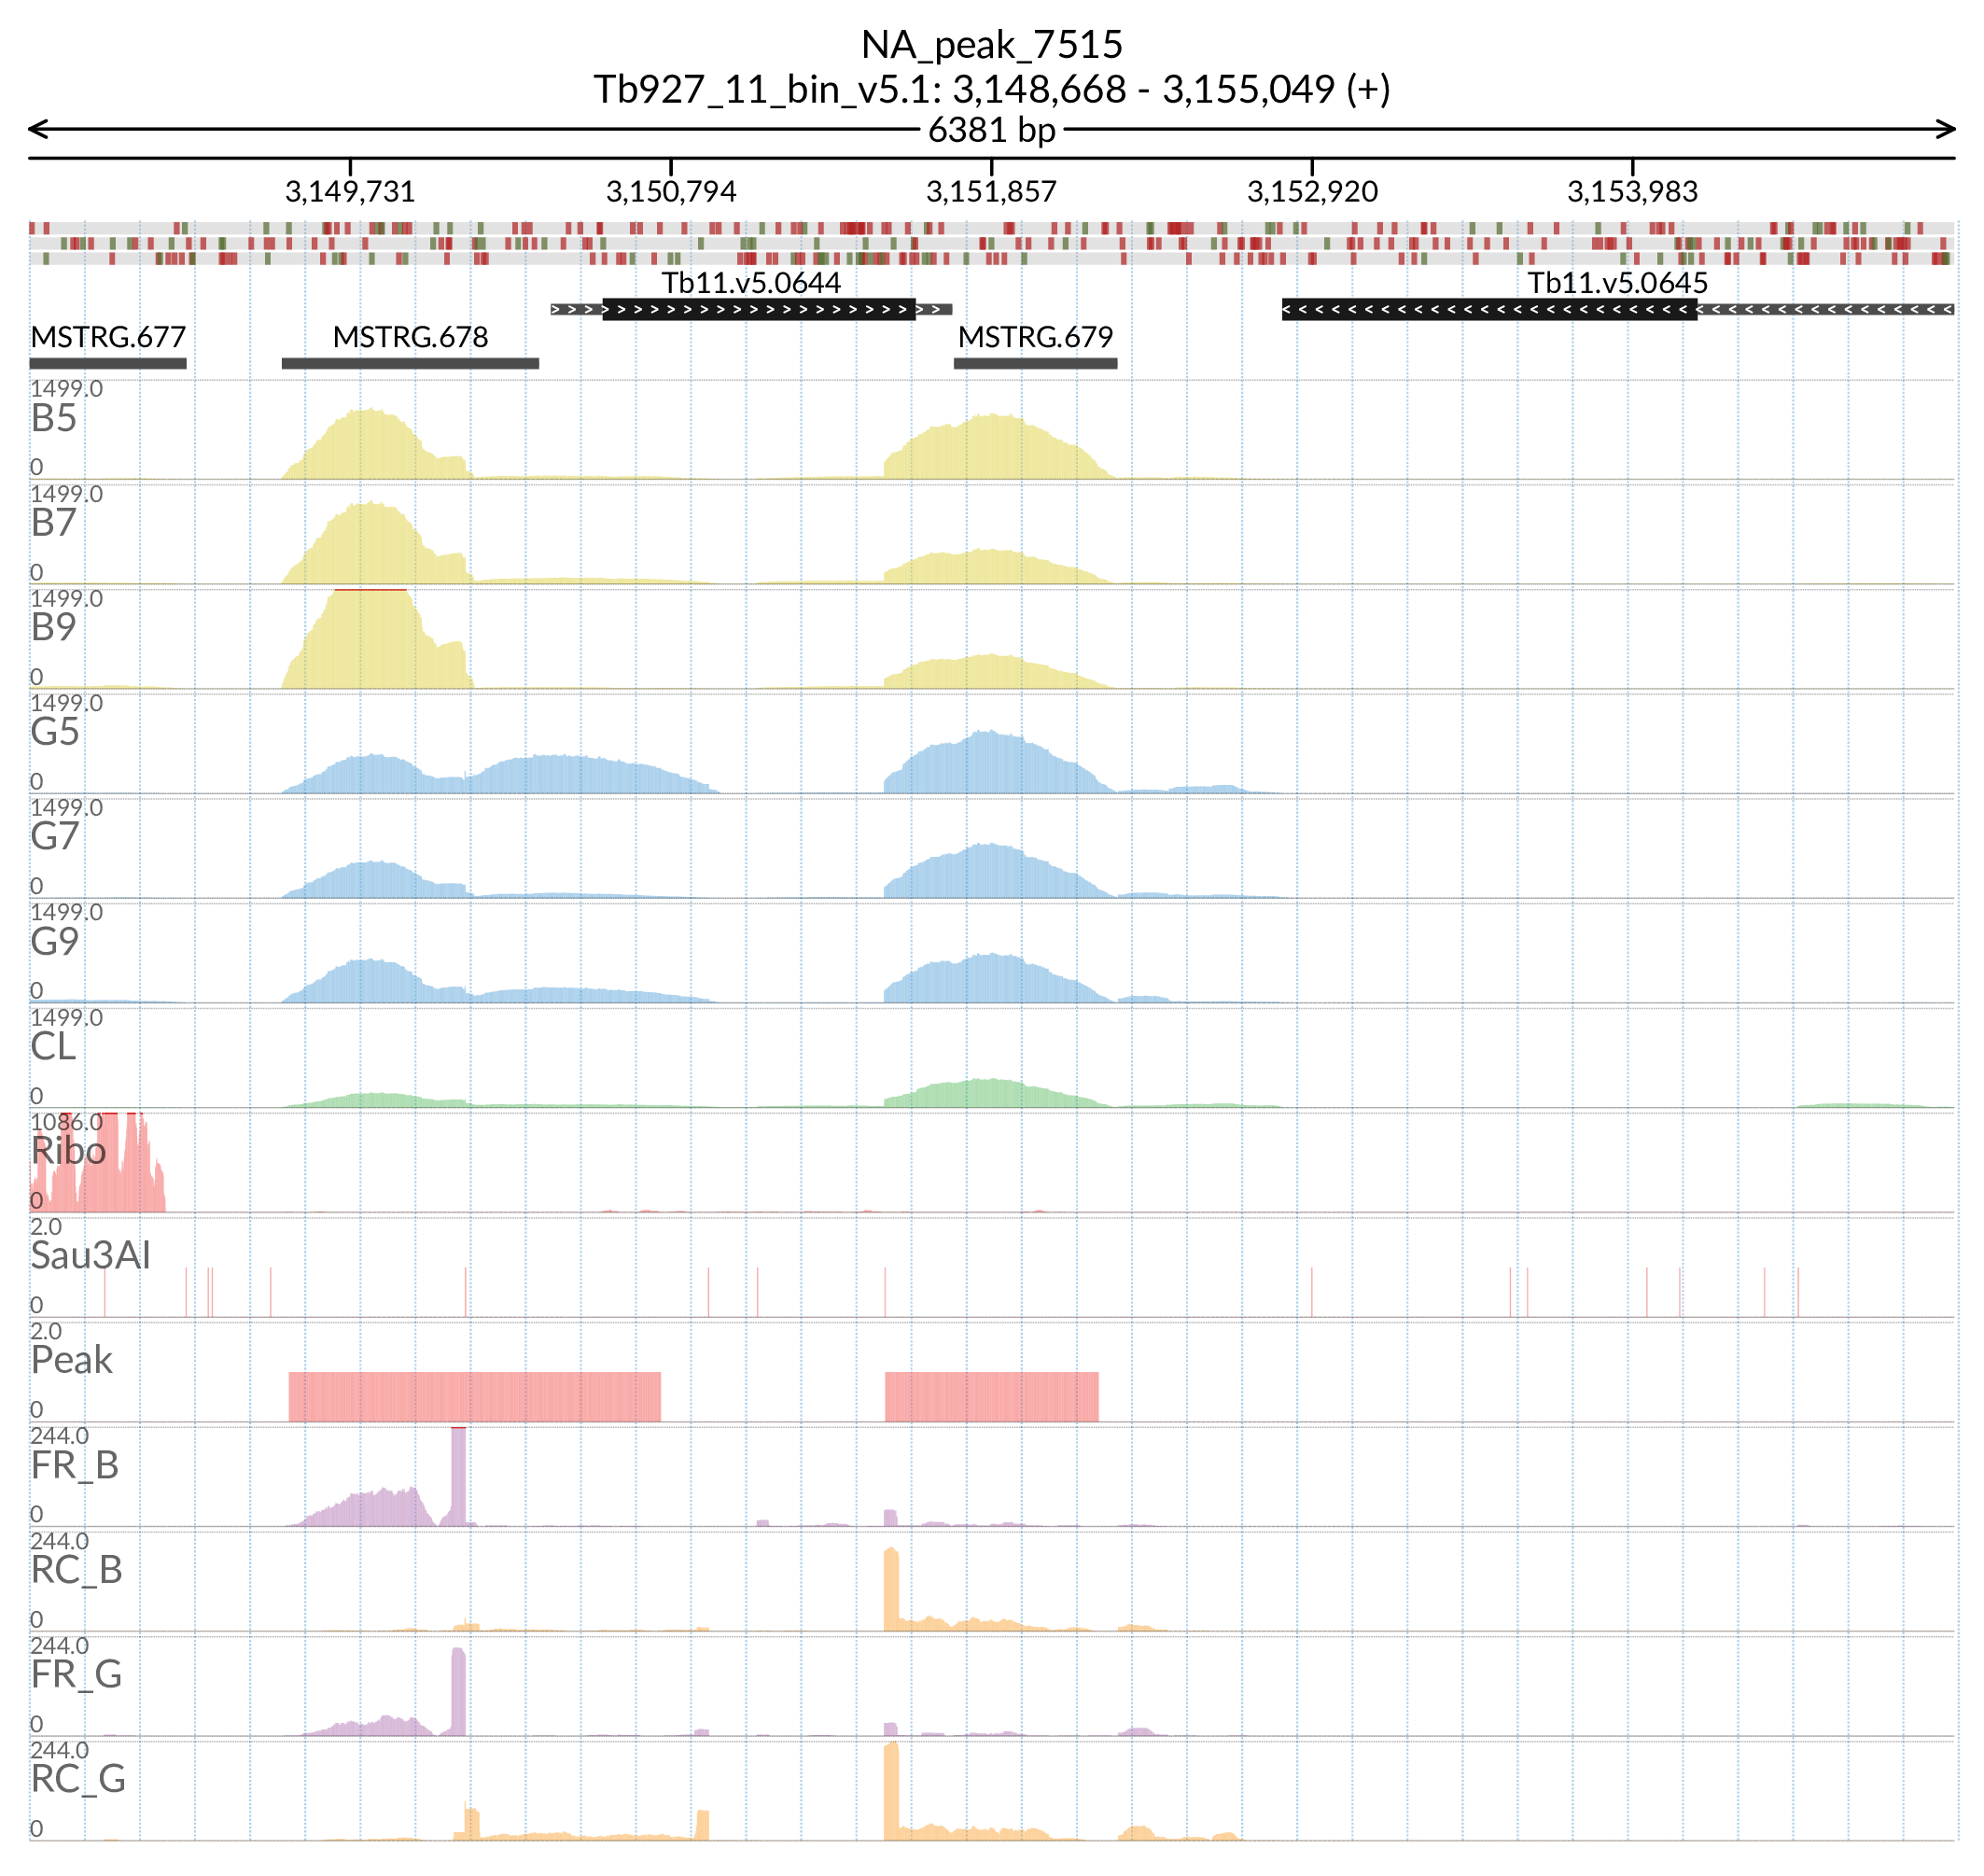 NA_peak_7515
Tb927_11_bin_v5.1: 3,148,668 - 3,155,049 (+)
6381 bp
3,149,731 3,150,794 3,151,857 3,152,920 3,153,983
Tb11.v5.0644 Tb11.v5.0645
MSTRG.677 MSTRG.678 MSTRG.679
1499.0
B5
0
1499.0
B7
0
1499.0
B9
0
1499.0
G5
0
1499.0
G7
0
1499.0
G9
0
1499.0
CL
0
1086.0
Ribo
0
2.0
Sau3AI
0
2.0
Peak
0
244.0
FR_B
0
244.0
RC_B
0
244.0
FR_G
0
244.0
RC_G
0